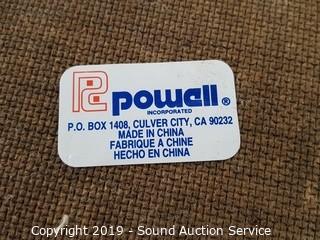 PC powell®
INCORPORATED
P.O. BOX 1408, CULVER CITY, CA 90232
MADE IN CHINA
FABRIQUE A CHINE
HECHO EN CHINA
Copyright 2019 - Sound Auction Service